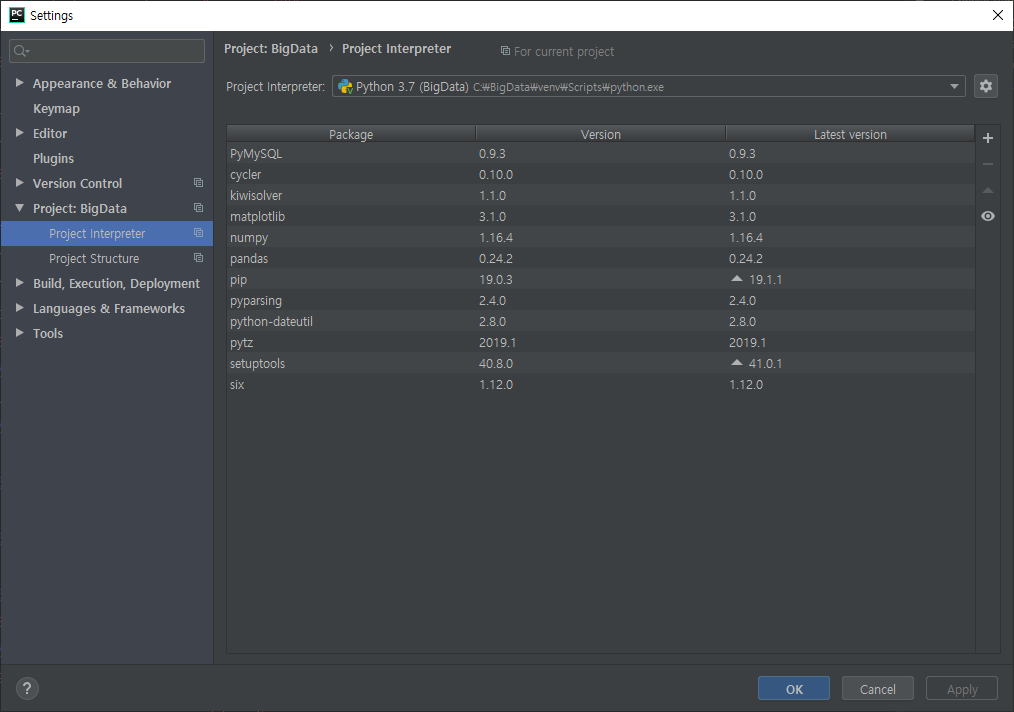 PC Settings
Project: BigData › Project Interpreter For current project
Appearance & Behavior
Keymap
Editor
Plugins
Version Control
Project: BigData
Project Interpreter
Project Structure
Build, Execution, Deployment
Languages & Frameworks
Tools
Project Interpreter: Python 3.7 (BigData) C:₩BigData₩venv₩Scripts₩python.exe
Package Version Latest version
PyMySQL 0.9.3 0.9.3
cycler 0.10.0 0.10.0
kiwisolver 1.1.0 1.1.0
matplotlib 3.1.0 3.1.0
numpy 1.16.4 1.16.4
pandas 0.24.2 0.24.2
pip 19.0.3 19.1.1
pyparsing 2.4.0 2.4.0
python-dateutil 2.8.0 2.8.0
pytz 2019.1 2019.1
setuptools 40.8.0 41.0.1
six 1.12.0 1.12.0
? OK Cancel Apply